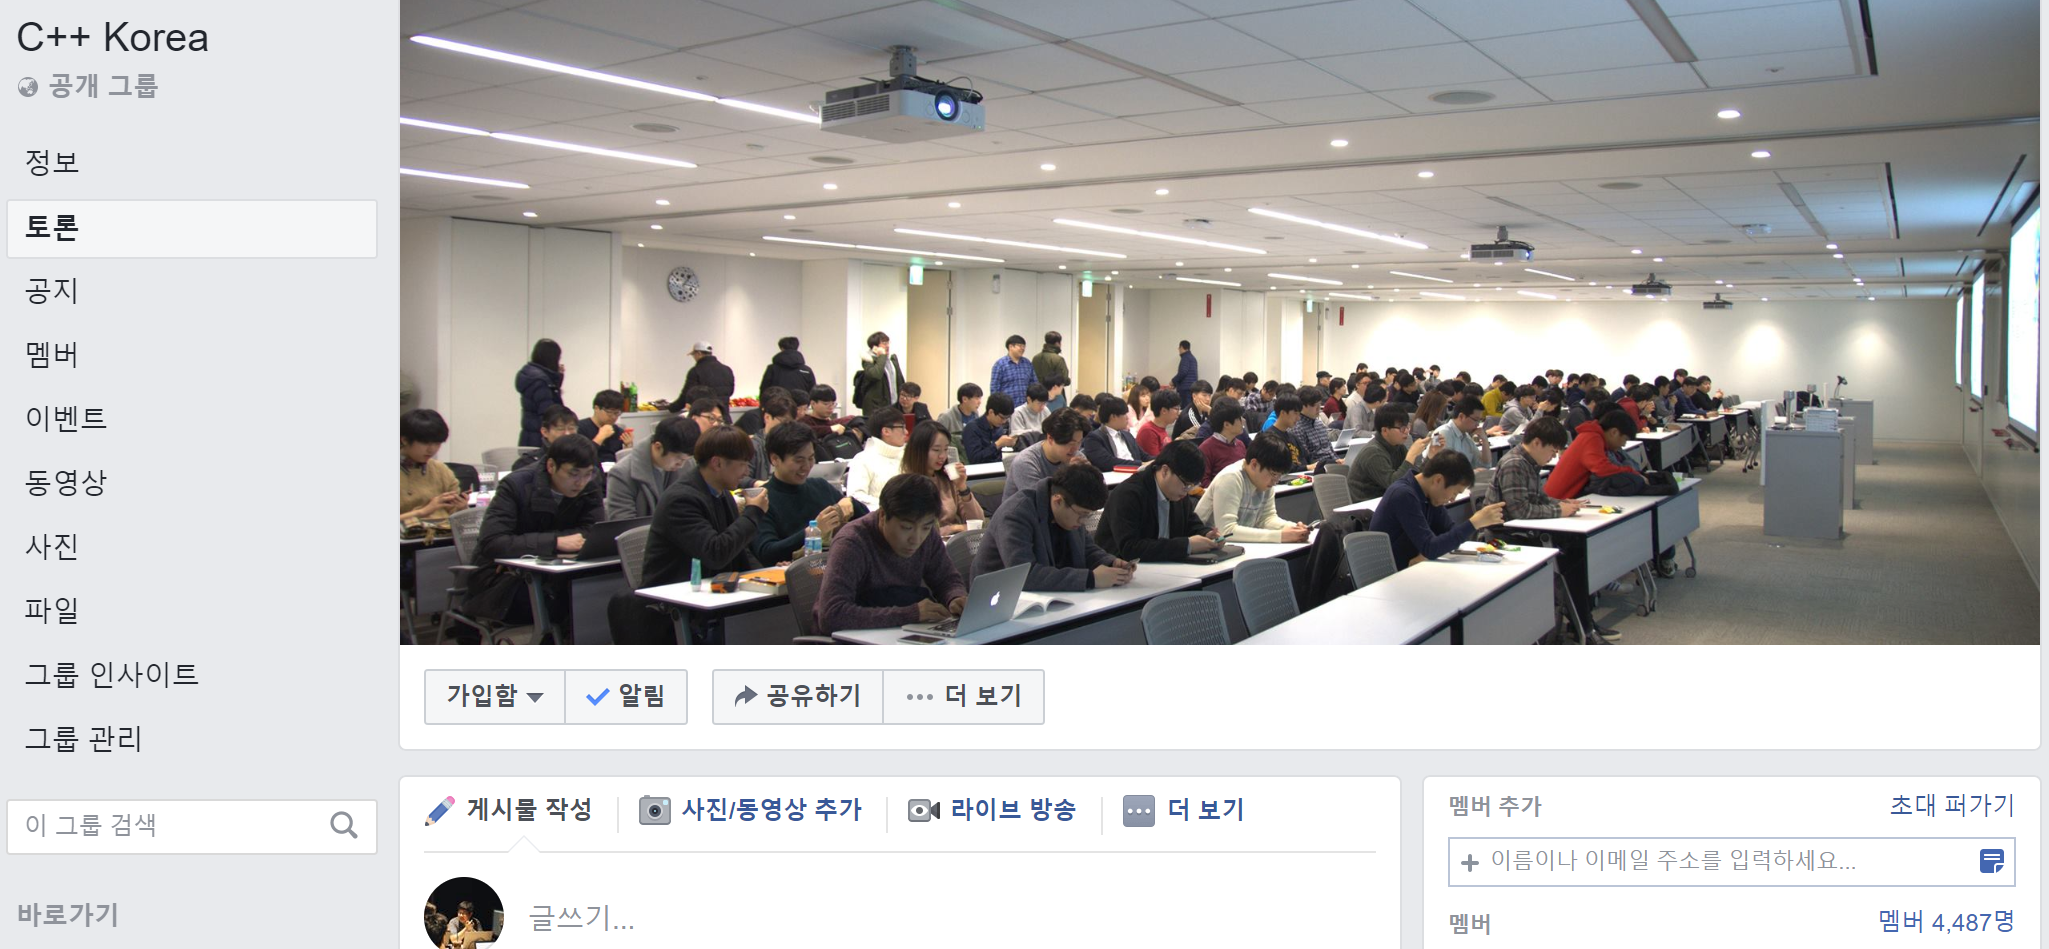 C++ Korea
공개 그룹
정보
토론
공지
멤버
이벤트
동영상
사진
파일
그룹 인사이트
그룹 관리
이 그룹 검색
바로가기
가입함 알림 공유하기 더 보기
게시물 작성 사진/동영상 추가 라이브 방송 더 보기
글쓰기...
멤버 추가 초대 퍼가기
이름이나 이메일 주소를 입력하세요...
멤버 멤버 4,487명